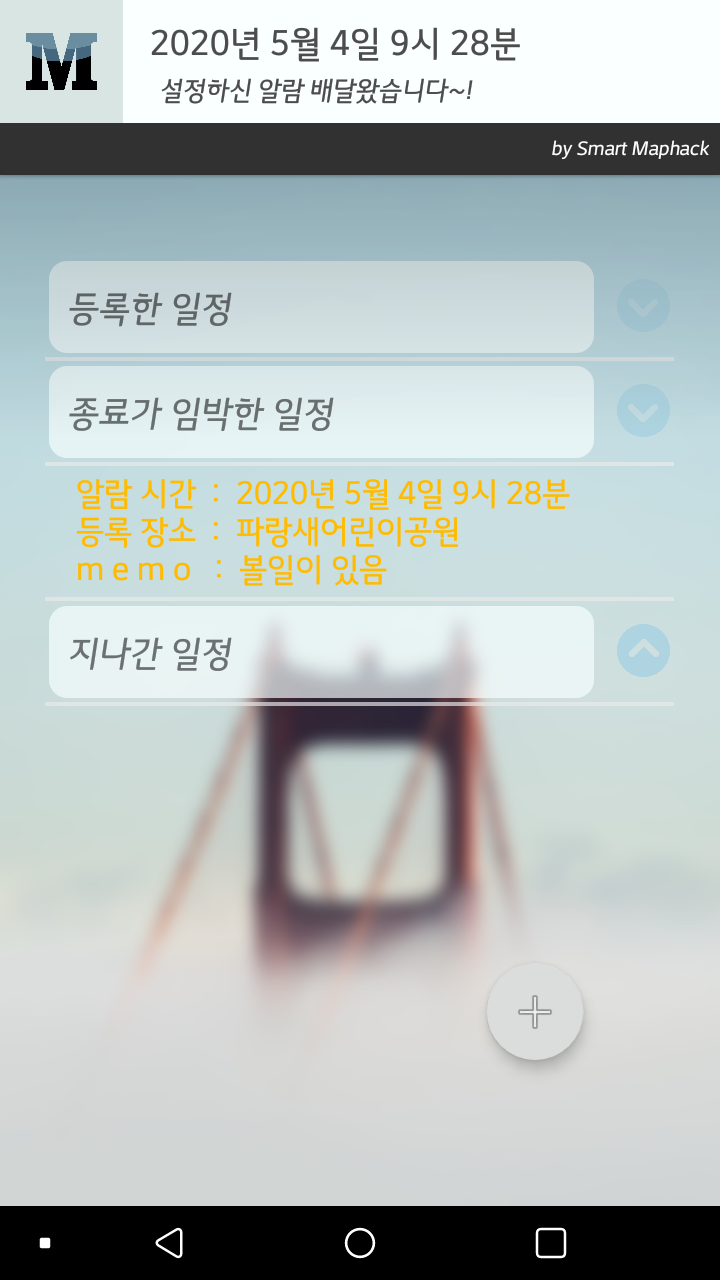 M
2020년 5월 4일 9시 28분
설정하신 알람 배달왔습니다~!
by Smart Maphack
등록한 일정
종료가 임박한 일정
알람 시간 : 2020년 5월 4일 9시 28분
등록 장소 : 파랑새어린이공원
m e m o : 볼일이 있음
지나간 일정